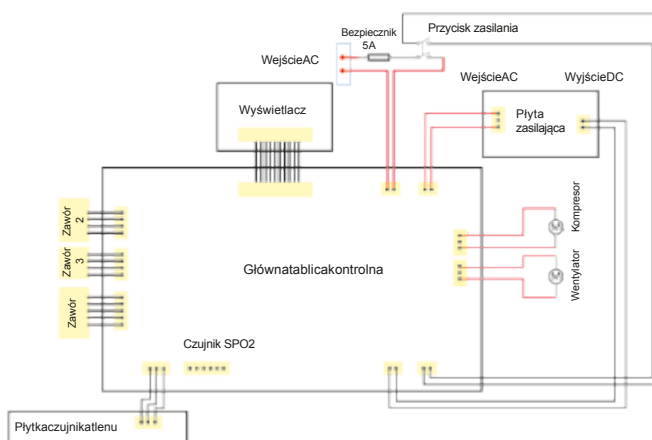 Przycisk zasilania
Bezpiecznik
5A
WejścieAC
WejścieAC
WyjścieDC
Wyświetlacz
Płyta
zasilająca
Zawór
2
Zawór
3
Zawór
Głównatablicakontrolna
Kompresor
Wentylator
Czujnik SPO2
Płytkaczujnikatlenu